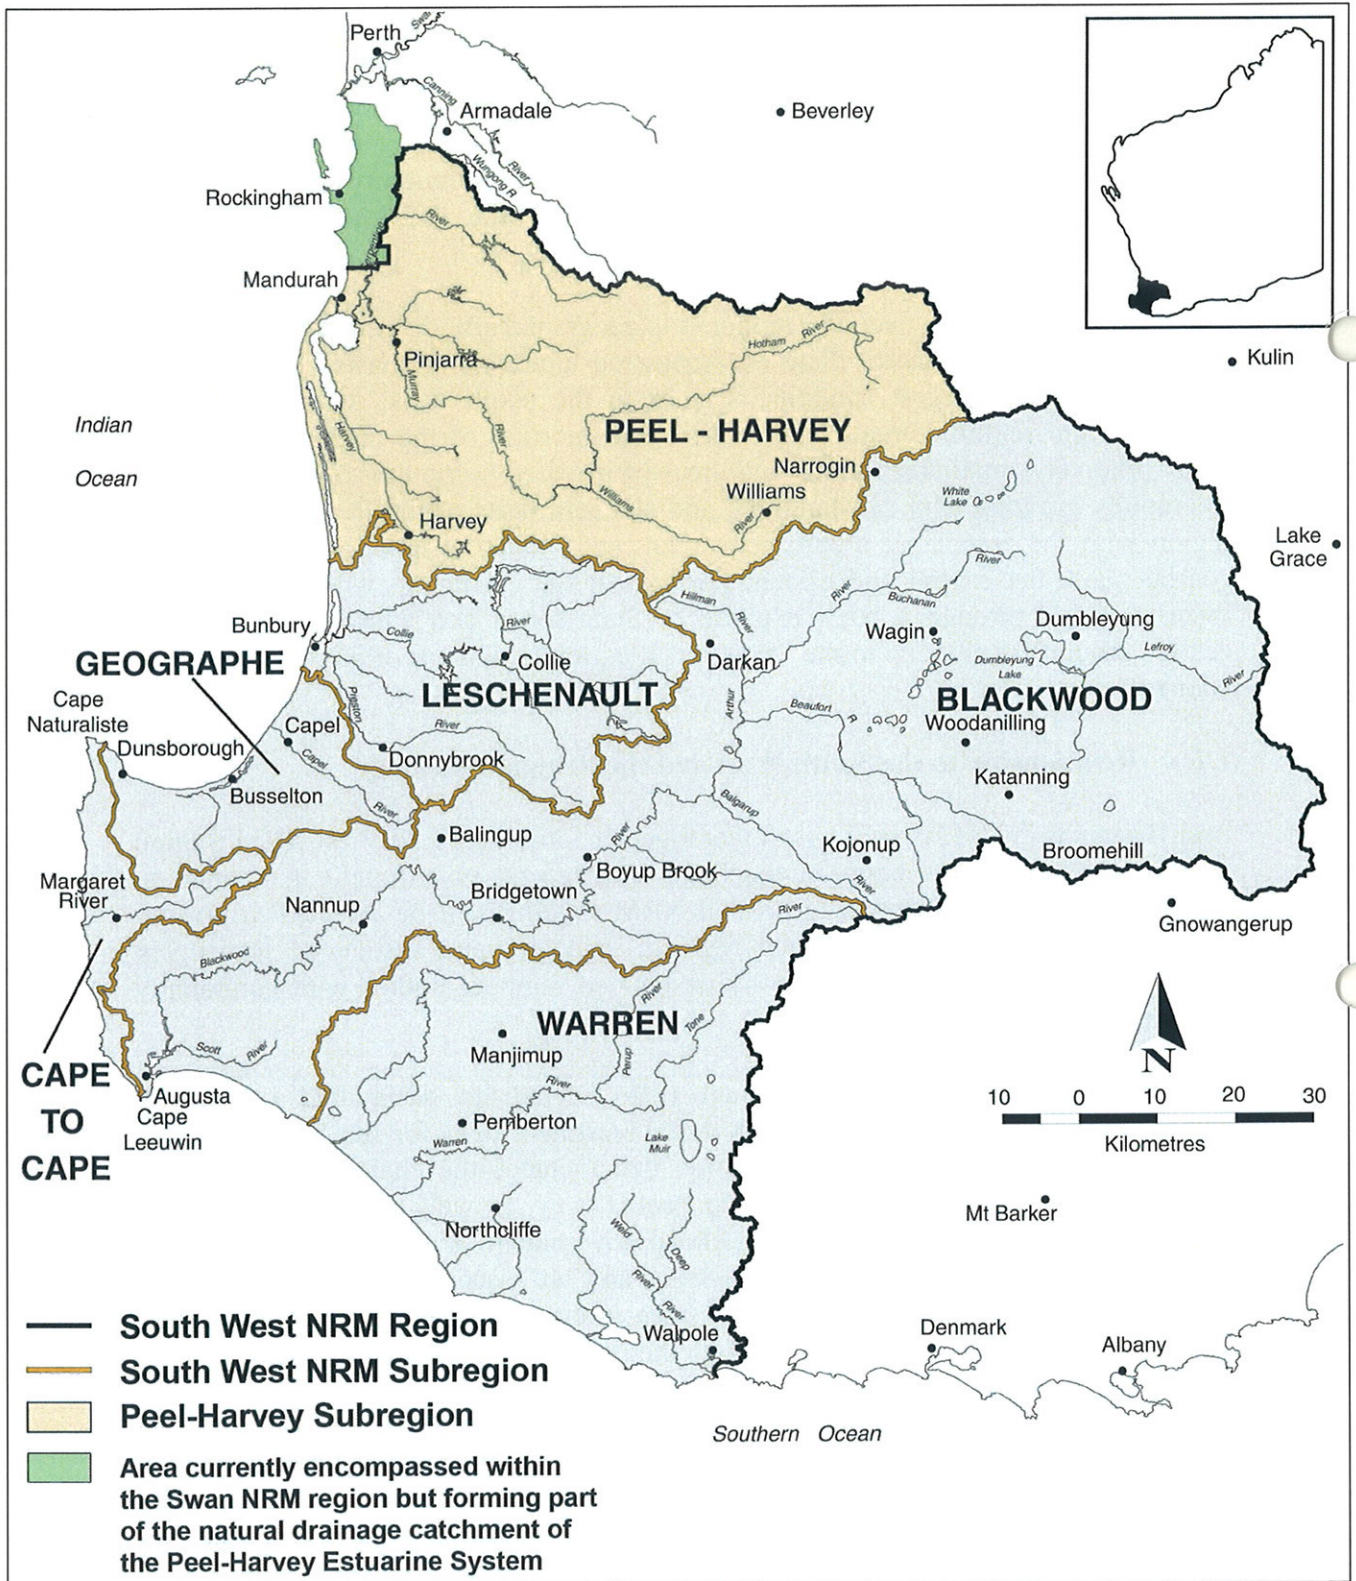 Perth
Swan
Canning
Armadale
Beverley
River
Wungong R
Rockingham
River
Serpentine
Mandurah
Pinjarra
Murray
Hotham River
Kulin
Indian
Ocean
Harvey
River
PEEL - HARVEY
Narrogin
Williams
Williams
River
White
Lake
Harvey
Lake
Grace
River
Hillman
River
River
Buchanan
Bunbury
Collie
River
Wagin
Dumbleyung
GEOGRAPHE
Collie
Darkan
Dumbleyung
Lake
Lefroy
River
LESCHENAULT
BLACKWOOD
Cape
Naturaliste
Preston
Arthur
Beaufort
Dunsborough
Capel
River
Woodanilling
Donnybrook
Capel
River
Busselton
Katanning
Balgarup
River
Balingup
River
Kojonup
Broomehill
Boyup Brook
Margaret
River
Nannup
Bridgetown
River
Gnowangerup
Blackwood
River
WARREN
Tone
Manjimup
Perup
CAPE
TO
CAPE
Scott River
Augusta
Cape
Leeuwin
River
Pemberton
Warren
Lake
Muir
N
10 0 10 20 30
Kilometres
Mt Barker
Northcliffe
Weld
River
Deep
River
Walpole
Denmark
Albany
Southern Ocean
South West NRM Region
South West NRM Subregion
Peel-Harvey Subregion
Area currently encompassed within
the Swan NRM region but forming part
of the natural drainage catchment of
the Peel-Harvey Estuarine System